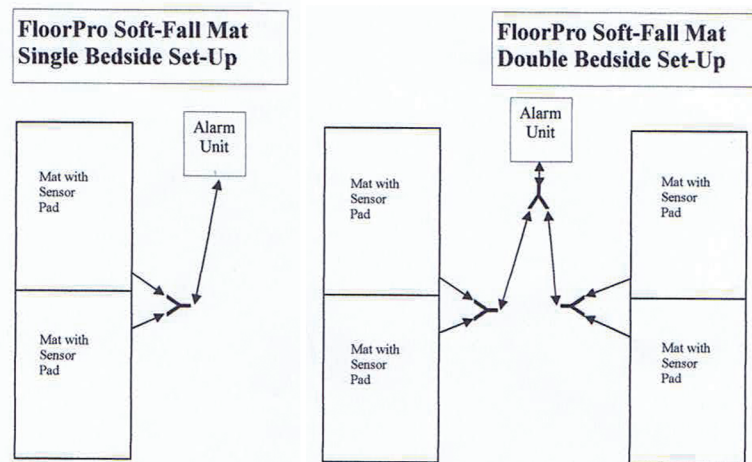 FloorPro Soft-Fall Mat
Single Bedside Set-Up
Alarm
Unit
Mat with
Sensor
Pad
Mat with
Sensor
Pad
FloorPro Soft-Fall Mat
Double Bedside Set-Up
Alarm
Unit
Mat with
Sensor
Pad
Mat with
Sensor
Pad
Mat with
Sensor
Pad
Mat with
Sensor
Pad